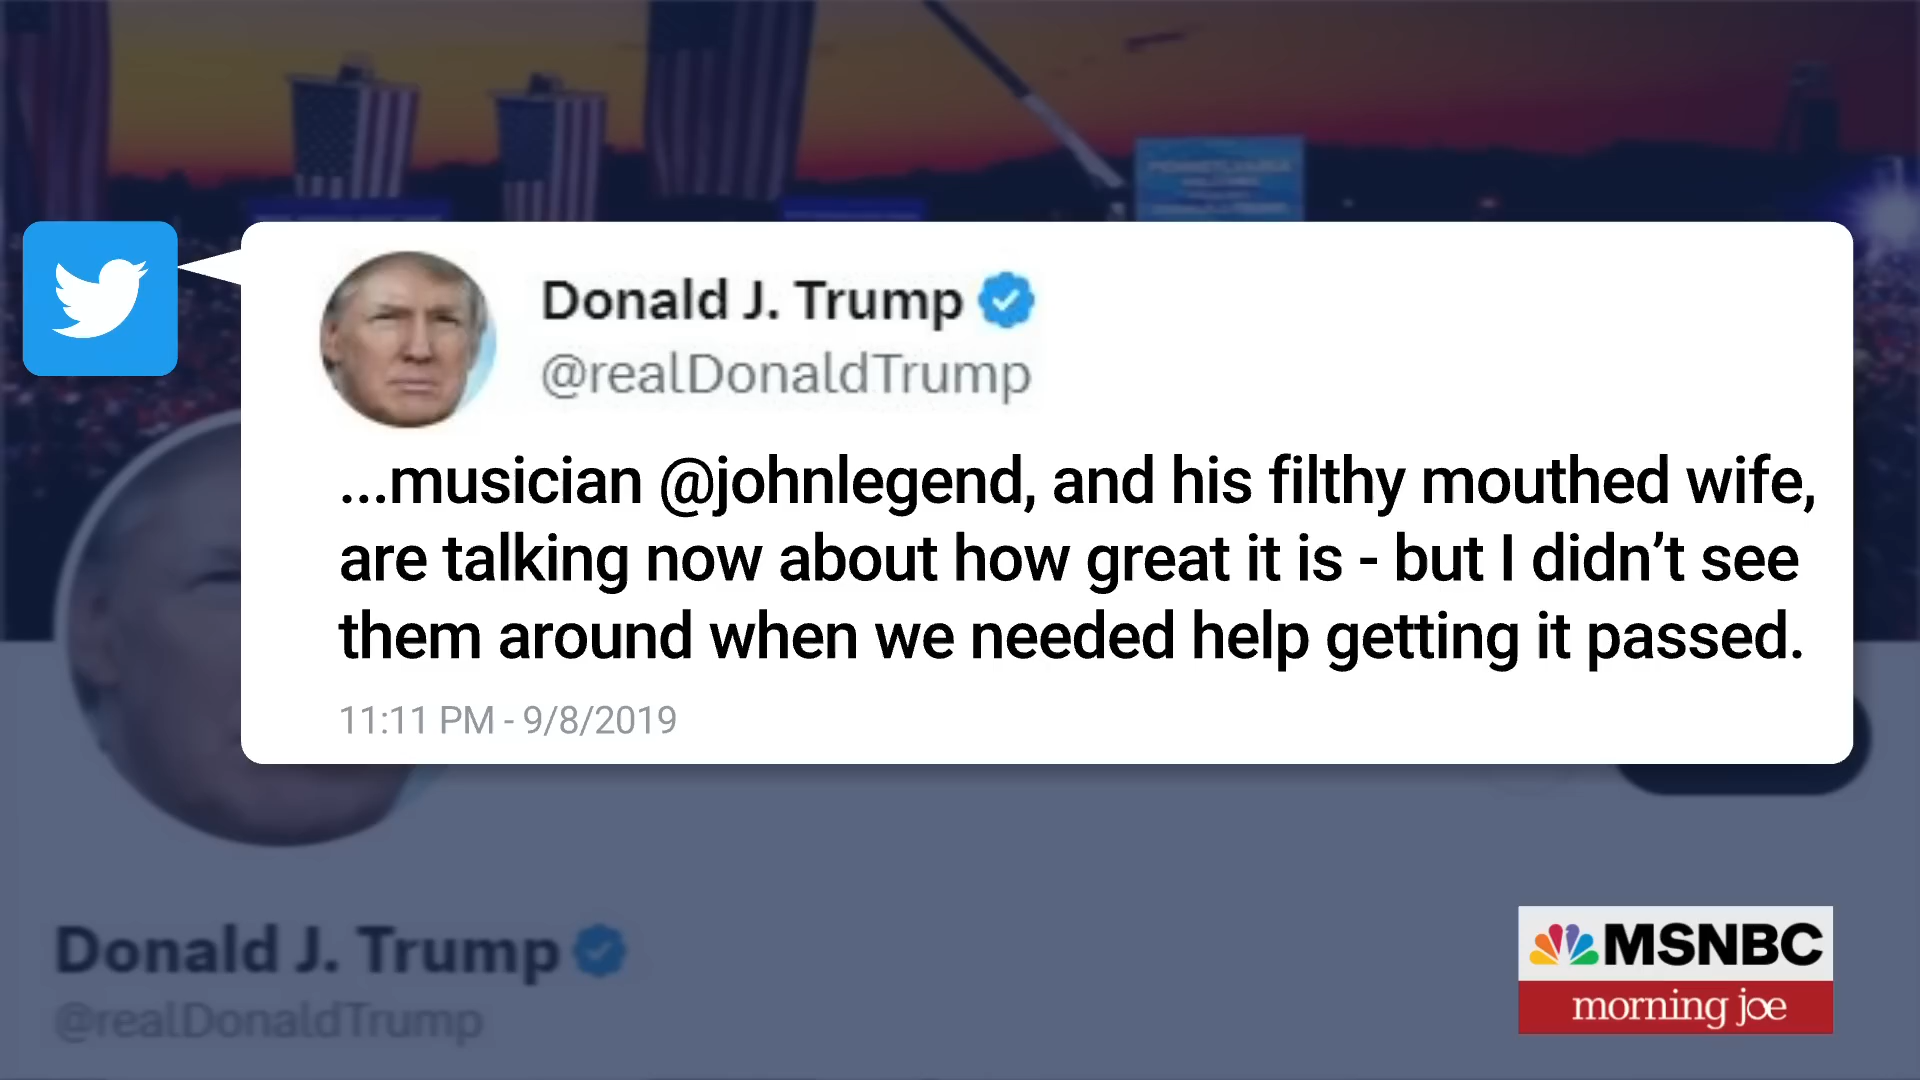 Donald J. Trump
@realDonaldTrump
...musician @johnlegend, and his filthy mouthed wife,
are talking now about how great it is - but I didn’t see
them around when we needed help getting it passed.
11:11 PM - 9/8/2019
Donald J. Trump
@realDonaldTrump
MSNBC
morning joe